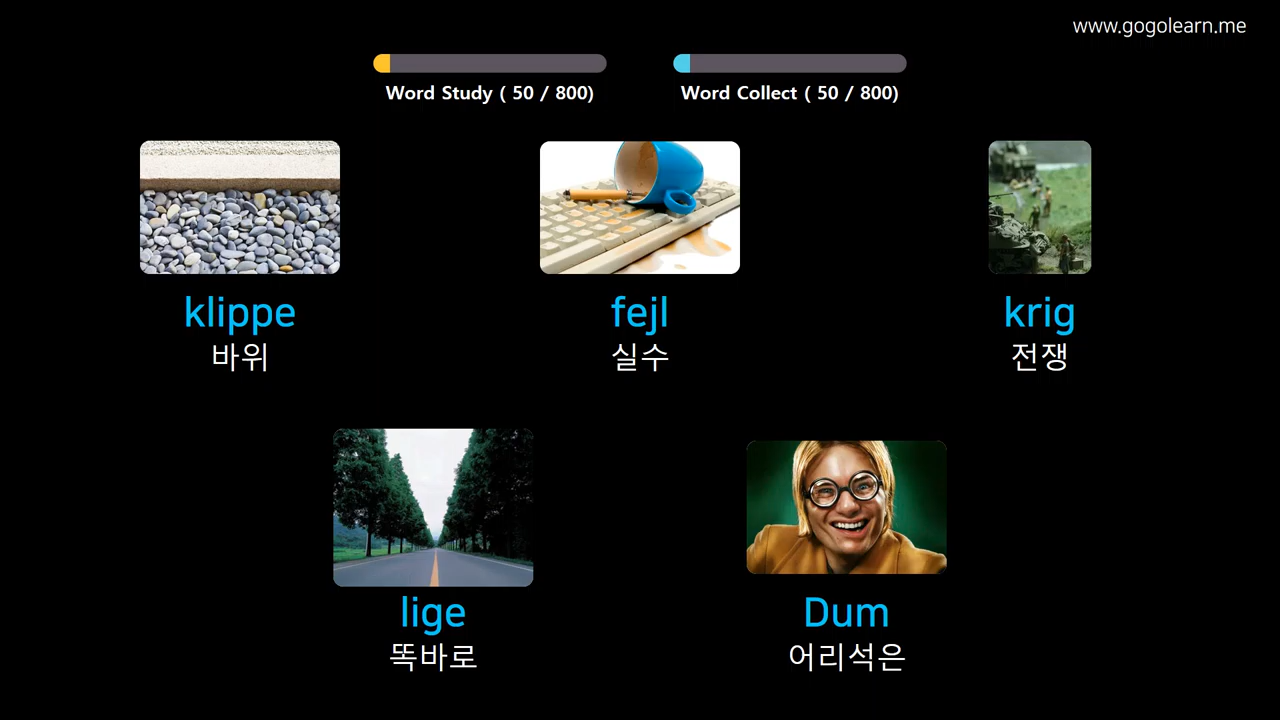 www.gogolearn.me
Word Study ( 50 / 800)
Word Collect ( 50 / 800)
klippe
바위
fejl
실수
krig
전쟁
lige
똑바로
Dum
어리석은